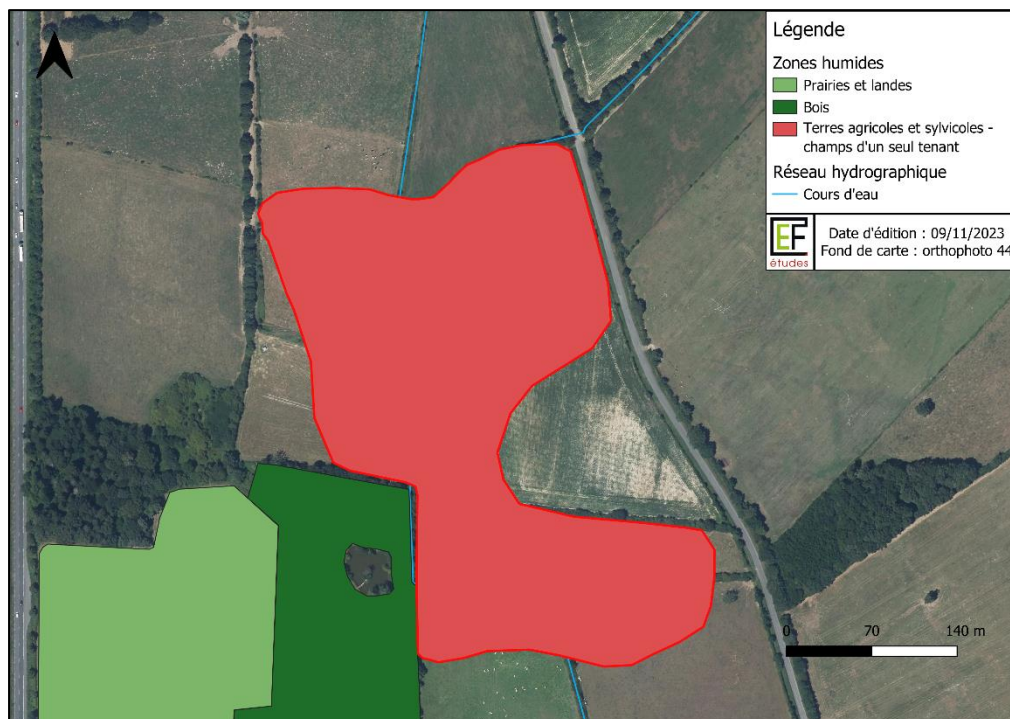 Légende
Zones humides
Prairies et landes
Bois
Terres agricoles et sylvicoles -
champs d'un seul tenant
Réseau hydrographique
Cours d'eau
EF
études
Date d'édition : 09/11/2023
Fond de carte : orthophoto 44
0 70 140 m